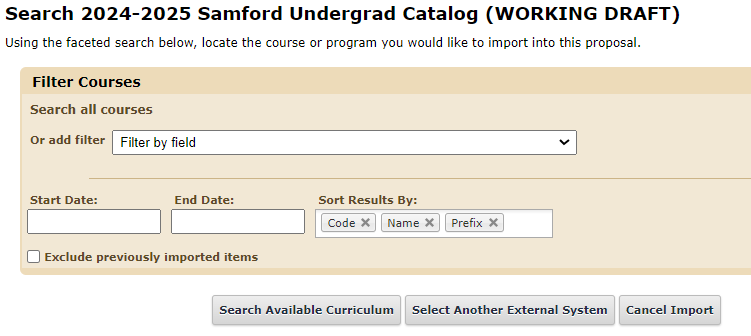 Search 2024-2025 Samford Undergrad Catalog (WORKING DRAFT)
Using the faceted search below, locate the course or program you would like to import into this proposal.
Filter Courses
Search all courses
Or add filter Filter by field
Start Date: End Date: Sort Results By:
Code Name Prefix
Exclude previously imported items
Search Available Curriculum Select Another External System Cancel Import